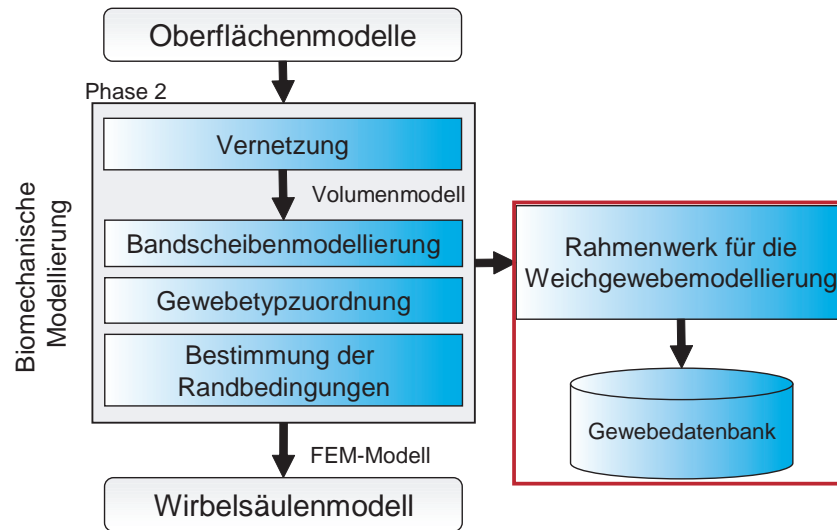 Oberflächenmodelle
Phase 2
Biomechanische
Modellierung
Vernetzung
Volumenmodell
Bandscheibenmodellierung
Gewebetypzuordnung
Bestimmung der
Randbedingungen
Rahmenwerk für die
Weichgewebemodellierung
Gewebedatenbank
FEM-Modell
Wirbelsäulenmodell